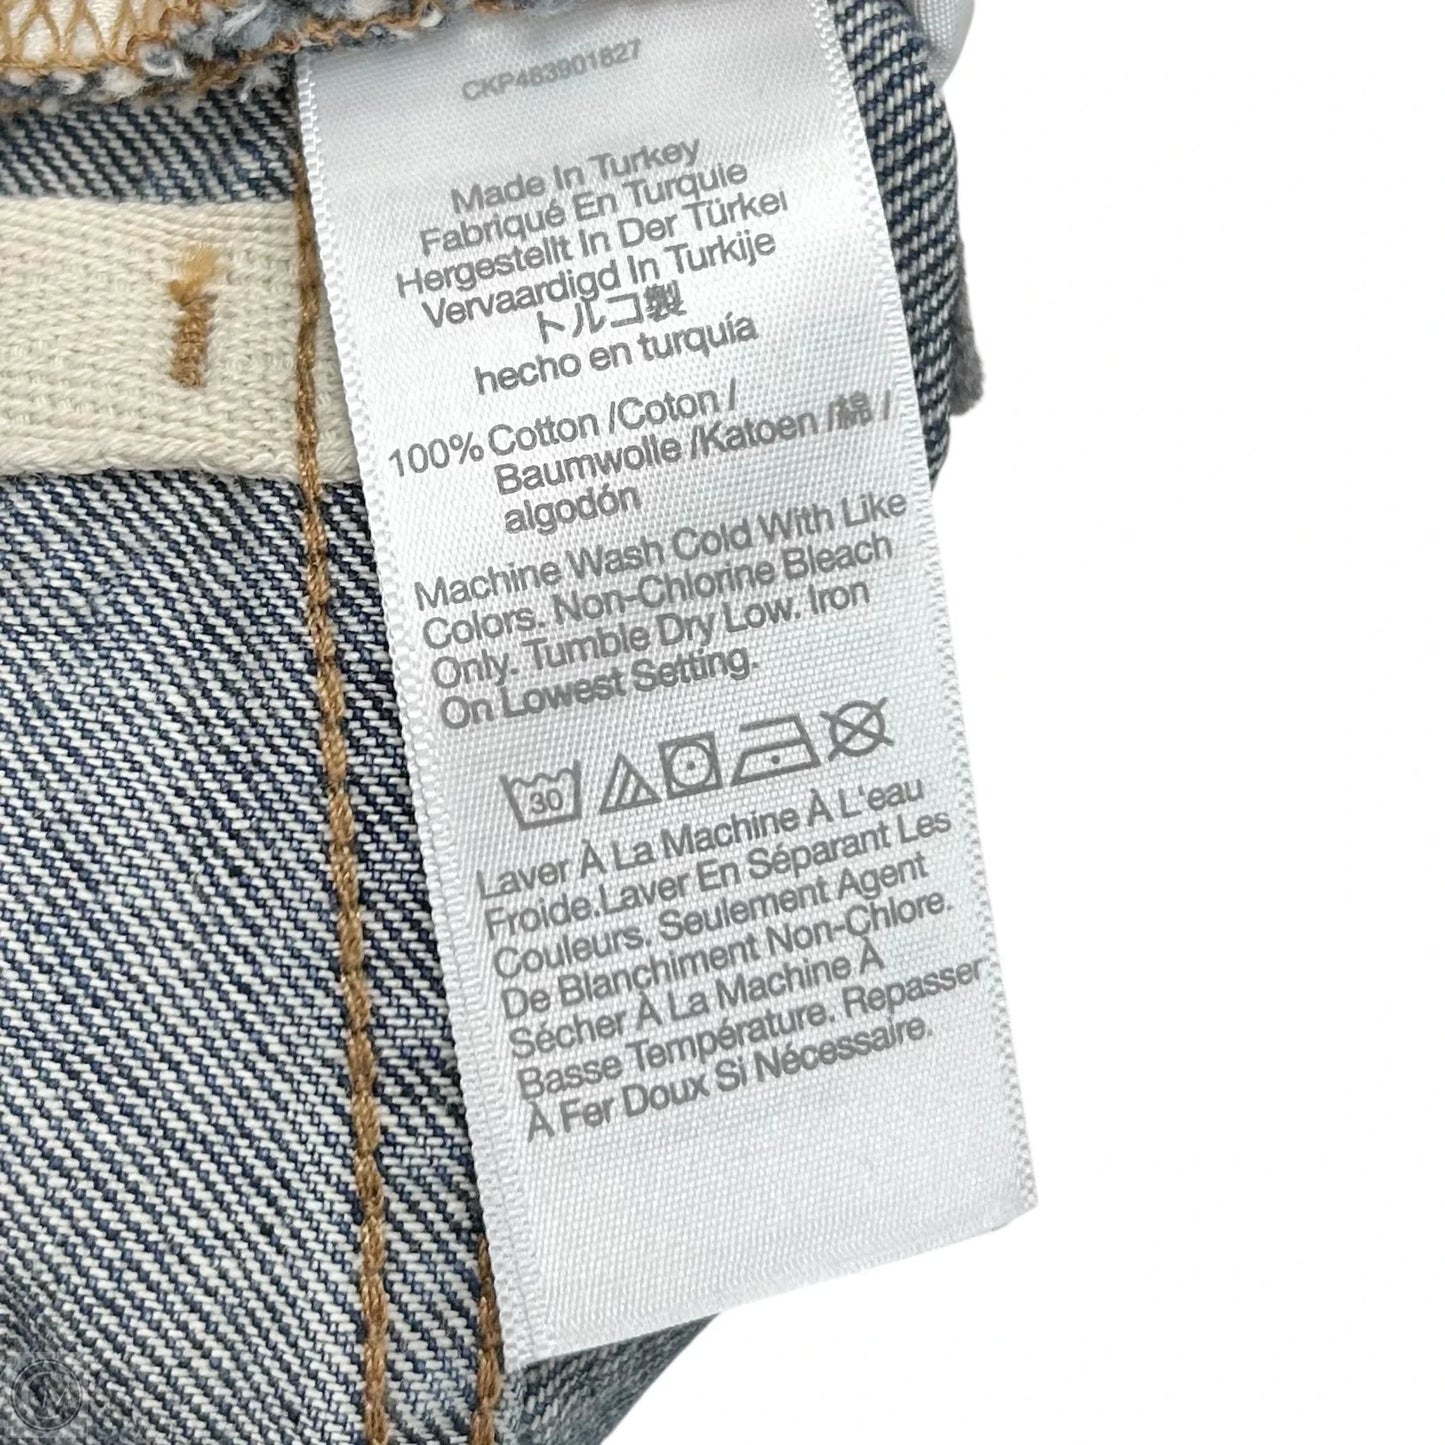 CKP483901827
Made In Turkey
Fabriqué En Turquie
Hergestellt In Der Türkei
Vervaardigd In Turkije
トルコ製
hecho en turquía
100% Cotton /Coton /
Baumwolle /Katoen /綿 /
algodón
Machine Wash Cold With Like
Colors. Non-Chlorine Bleach
Only. Tumble Dry Low. Iron
On Lowest Setting.
30
Laver À La Machine À L'eau
Froide.Laver En Séparant Les
Couleurs. Seulement Agent
De Blanchiment Non-Chlore.
Sécher À La Machine À
Basse Température. Repasser
À Fer Doux Si Nécessaire.